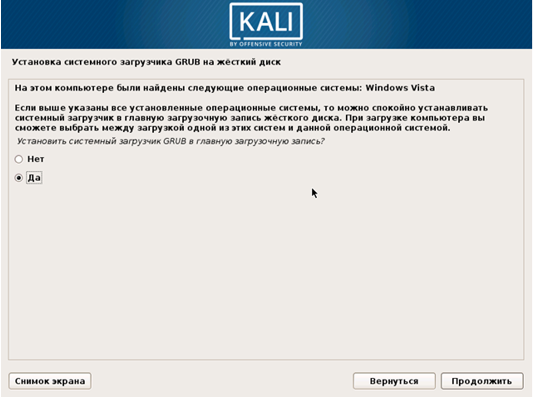 KALI
BY OFFENSIVE SECURITY
Установка системного загрузчика GRUB на жёсткий диск
На этом компьютере были найдены следующие операционные системы: Windows Vista
Если выше указаны все установленные операционные системы, то можно спокойно устанавливать
системный загрузчик в главную загрузочную запись жёсткого диска. При загрузке компьютера вы
сможете выбрать между загрузкой одной из этих систем и данной операционной системой.
Установить системный загрузчик GRUB в главную загрузочную запись?
Нет
Да
Снимок экрана
Вернуться
Продолжить